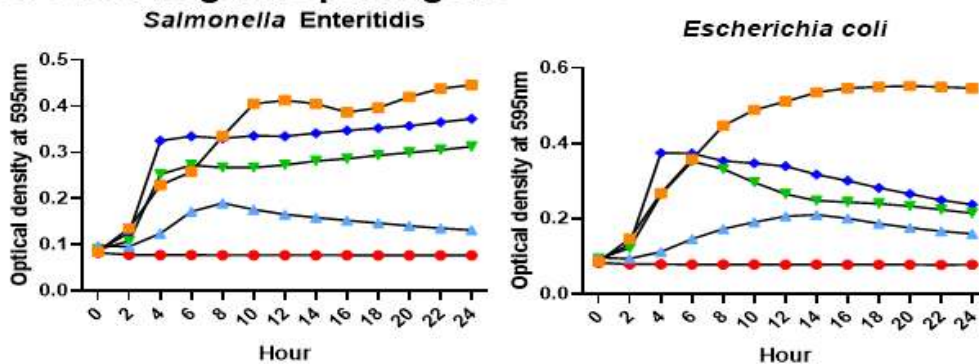 Salmonella Enteritidis
Optical density at 595nm
0.5
0.4
0.3
0.2
0.1
0.0
0 2 4 6 8 10 12 14 16 18 20 22 24
Hour
Escherichia coli
Optical density at 595nm
0.6
0.4
0.2
0.0
0 2 4 6 8 10 12 14 16 18 20 22 24
Hour